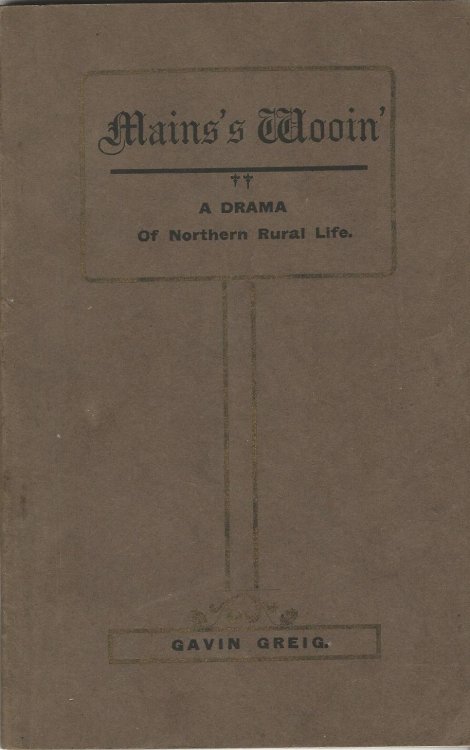 Mains's Wooin'
††
A DRAMA
Of Northern Rural Life.
GAVIN GREIG.